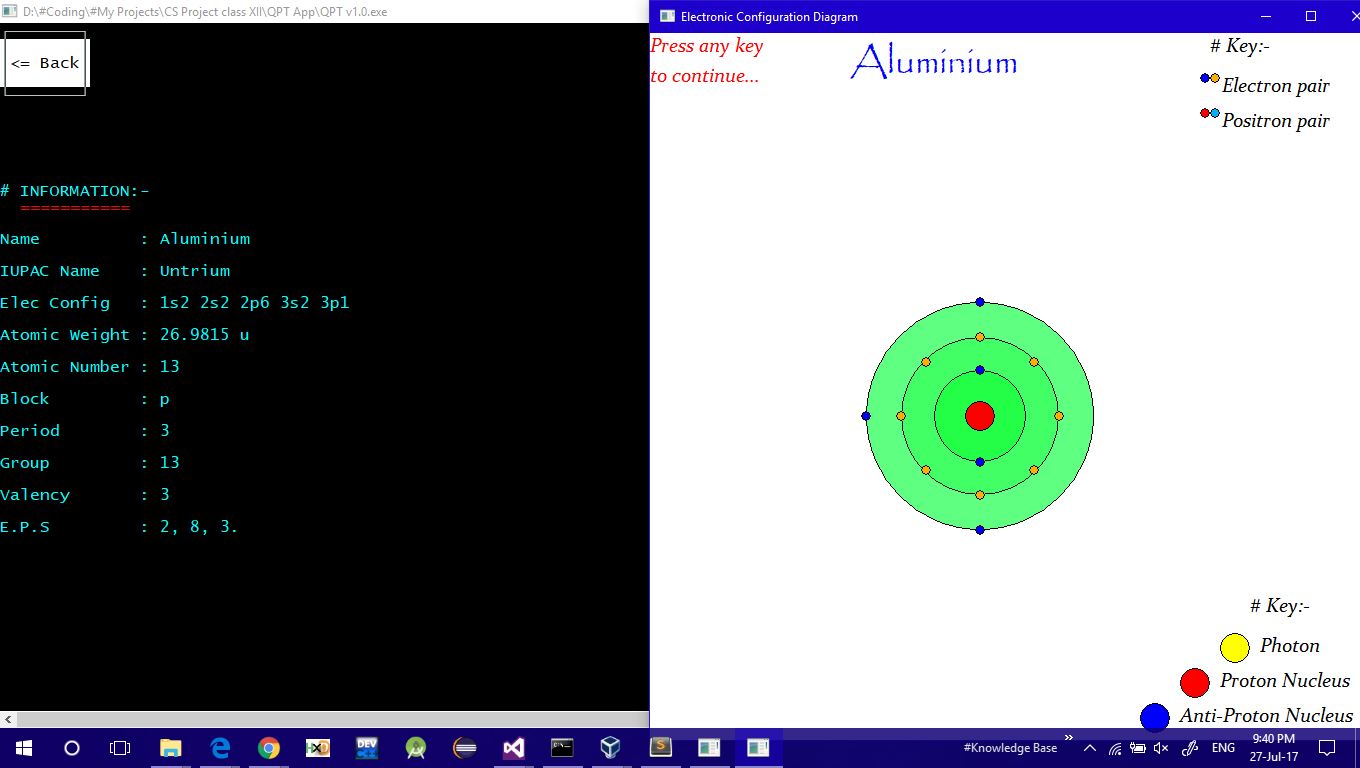 D:\#Coding\#My Projects\CS Project class XII\QPT App\QPT v1.0.exe
<= Back
# INFORMATION:-
===========
Name : Aluminium
IUPAC Name : Untrium
Elec Config : 1s2 2s2 2p6 3s2 3p1
Atomic Weight : 26.9815 u
Atomic Number : 13
Block : p
Period : 3
Group : 13
Valency : 3
E.P.S : 2, 8, 3.
Electronic Configuration Diagram
Press any key
to continue...
Aluminium
# Key:-
Electron pair
Positron pair
# Key:-
Photon
Proton Nucleus
Anti-Proton Nucleus
DEV
#Knowledge Base
ENG
9:40 PM
27-Jul-17